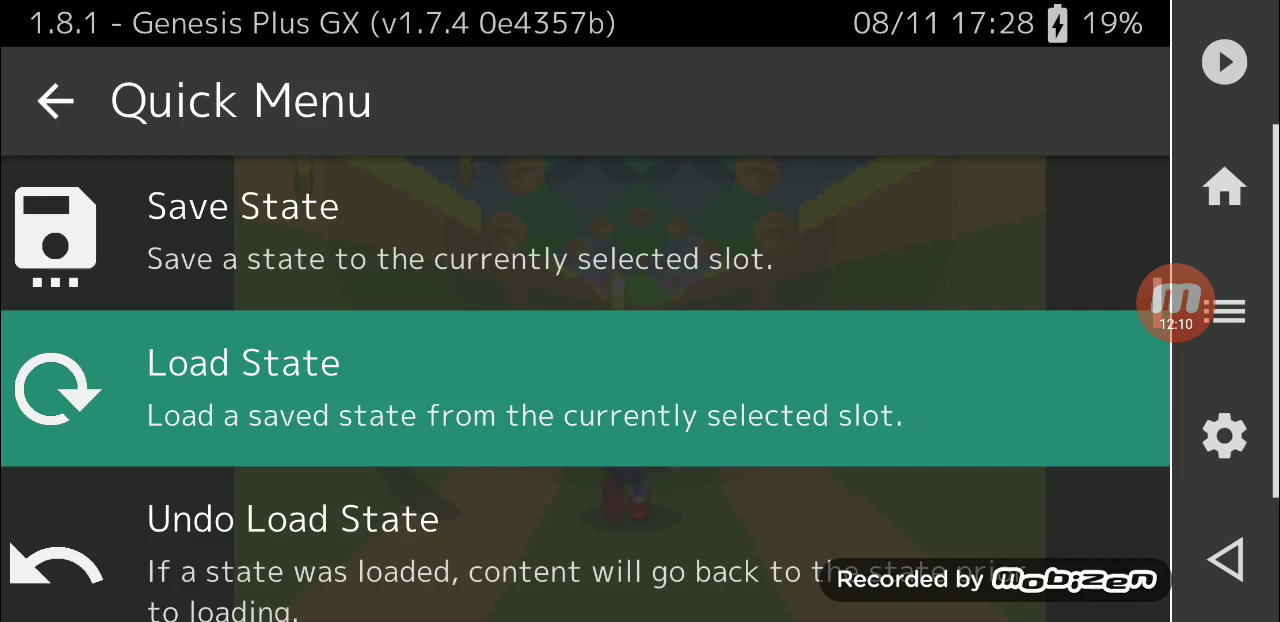 1.8.1 - Genesis Plus GX (v1.7.4 0e4357b)
08/11 17:28 19%
Quick Menu
Save State
Save a state to the currently selected slot.
m
12:10
Load State
Load a saved state from the currently selected slot.
Undo Load State
If a state was loaded, content will go back to the state prior
to loading.
Recorded by mobizen